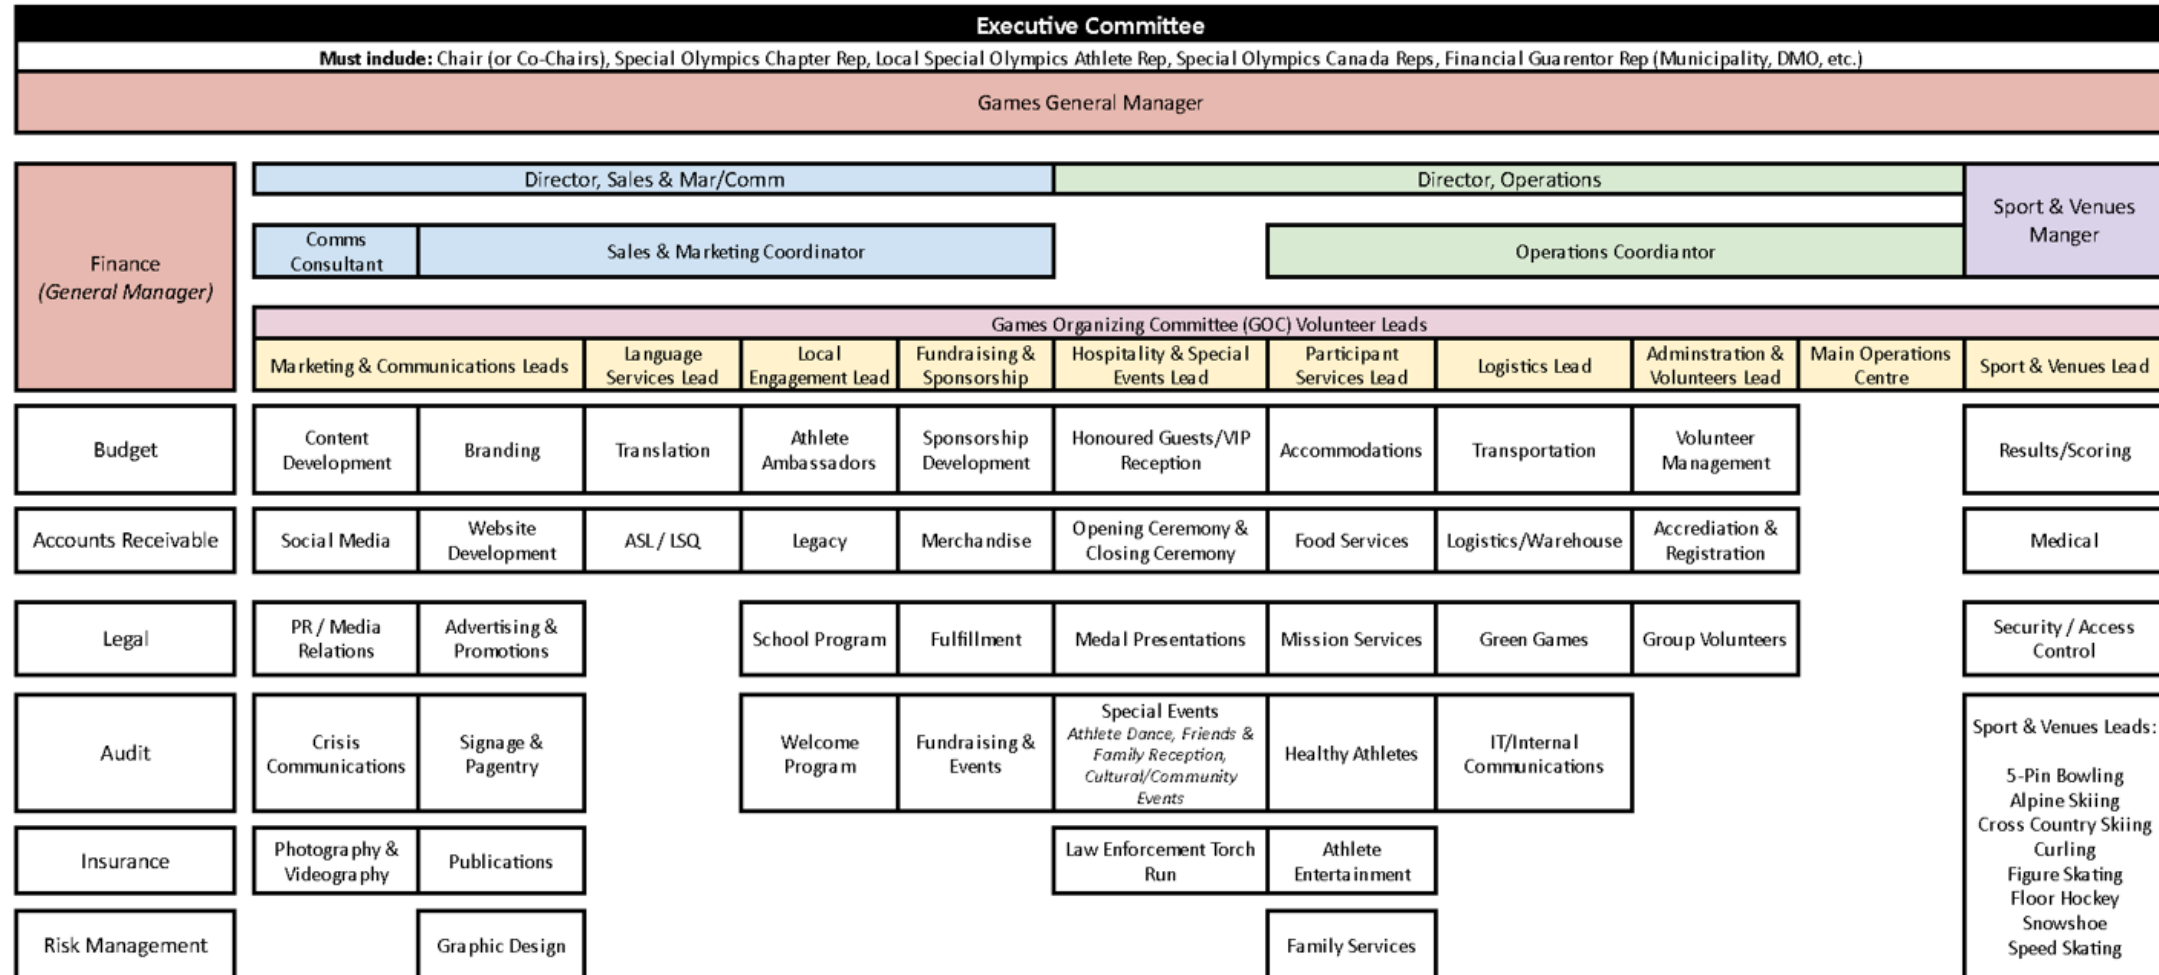 Executive Committee
Must include: Chair (or Co-Chairs), Special Olympics Chapter Rep, Local Special Olympics Athlete Rep, Special Olympics Canada Reps, Financial Guarentor Rep (Municipality, DMO, etc.)
Games General Manager
Finance
(General Manager)
Director, Sales & Mar/Comm
Director, Operations
Sport & Venues
Manger
Comms
Consultant
Sales & Marketing Coordinator
Operations Coordiantor
Games Organizing Committee (GOC) Volunteer Leads
Marketing & Communications Leads
Language
Services Lead
Local
Engagement Lead
Fundraising &
Sponsorship
Hospitality & Special
Events Lead
Participant
Services Lead
Logistics Lead
Adminstration &
Volunteers Lead
Main Operations
Centre
Sport & Venues Lead
Budget
Content
Development
Branding
Translation
Athlete
Ambassadors
Sponsorship
Development
Honoured Guests/VIP
Reception
Accommodations
Transportation
Volunteer
Management
Results/Scoring
Accounts Receivable
Social Media
Website
Development
ASL / LSQ
Legacy
Merchandise
Opening Ceremony &
Closing Ceremony
Food Services
Logistics/Warehouse
Accrediation &
Registration
Medical
Legal
PR / Media
Relations
Advertising &
Promotions
School Program
Fulfillment
Medal Presentations
Mission Services
Green Games
Group Volunteers
Security / Access
Control
Audit
Crisis
Communications
Signage &
Pagentry
Welcome
Program
Fundraising &
Events
Special Events
Athlete Dance, Friends &
Family Reception,
Cultural/Community
Events
Healthy Athletes
IT/Internal
Communications
Sport & Venues Leads:
5-Pin Bowling
Alpine Skiing
Cross Country Skiing
Curling
Figure Skating
Floor Hockey
Snowshoe
Speed Skating
Insurance
Photography &
Videography
Publications
Law Enforcement Torch
Run
Athlete
Entertainment
Risk Management
Graphic Design
Family Services